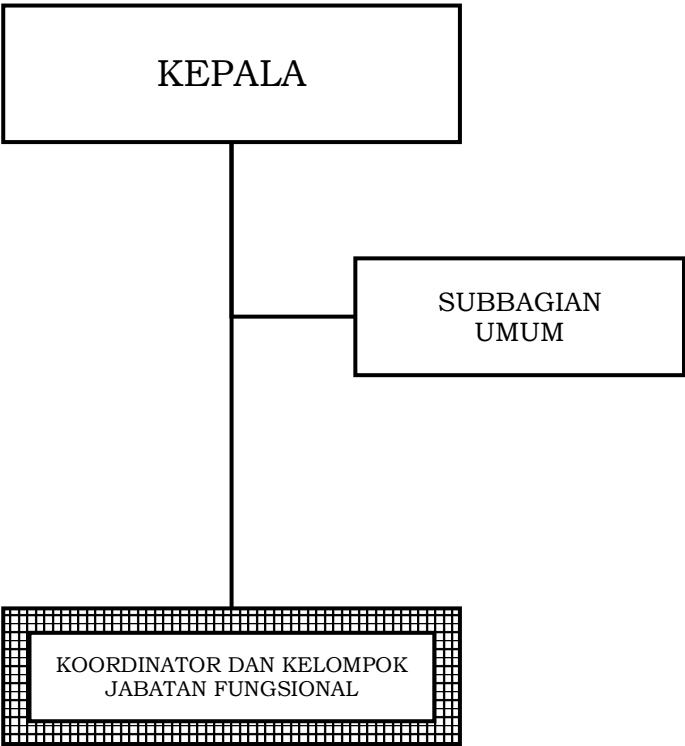 KEPALA
SUBBAGIAN
UMUM
KOORDINATOR DAN KELOMPOK
JABATAN FUNGSIONAL